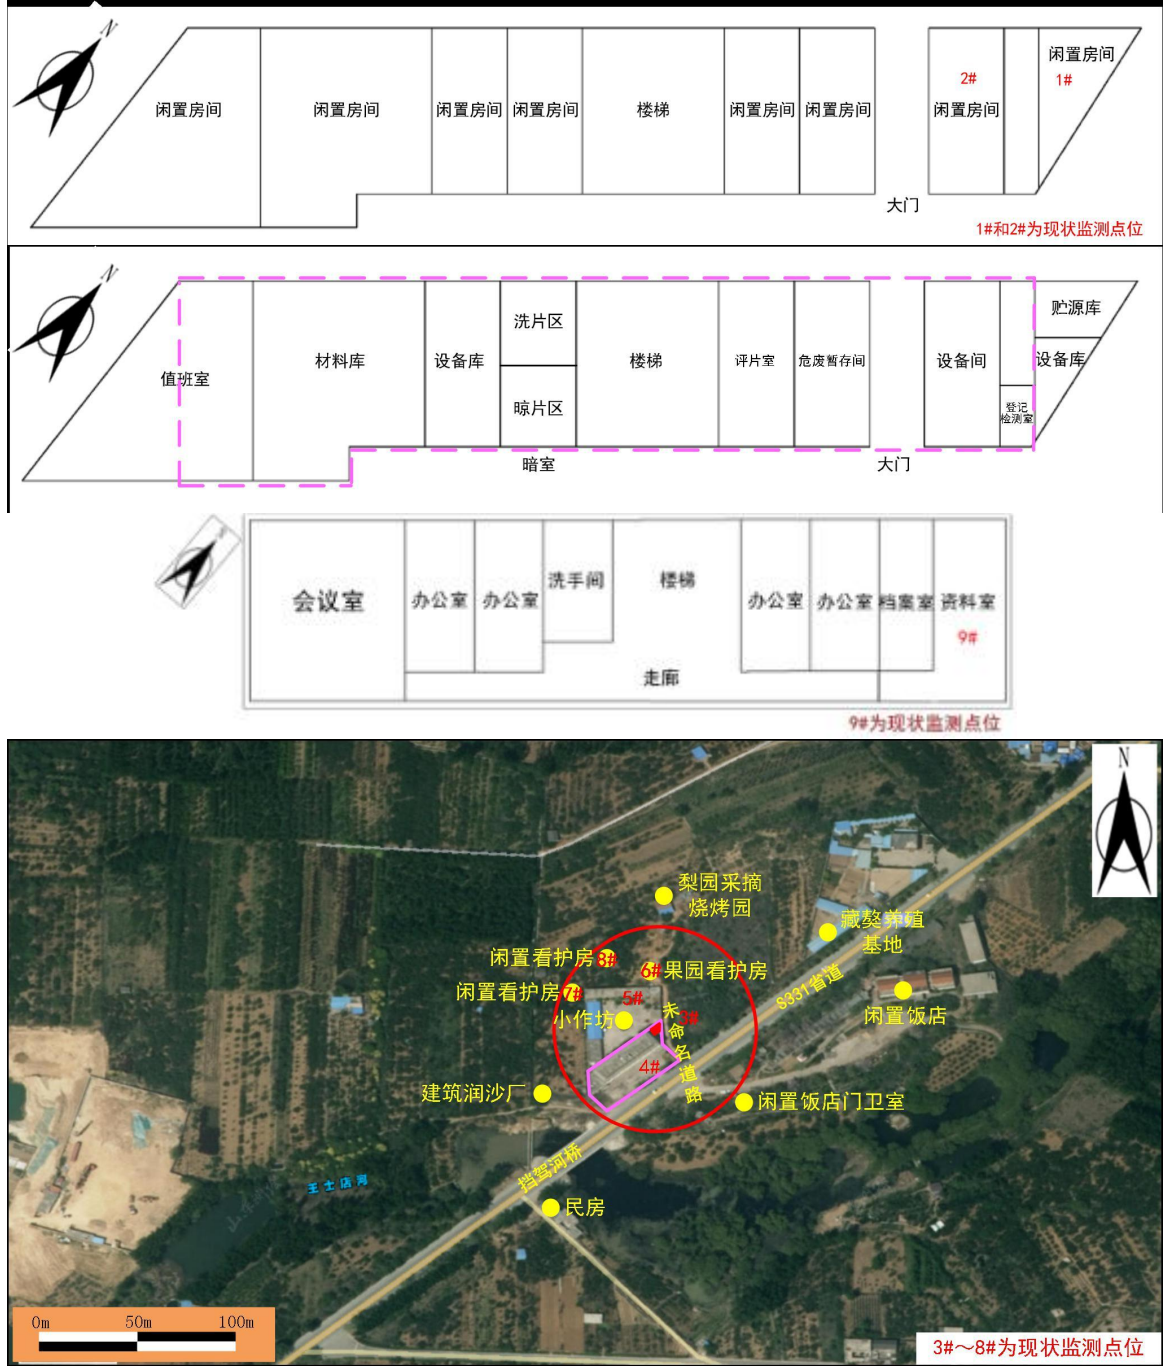 N
闲置房间
闲置房间
闲置房间
闲置房间
楼梯
闲置房间
闲置房间
2#
闲置房间
闲置房间
1#
大门
1#和2#为现状监测点位
N
值班室
材料库
设备库
洗片区
晾片区
楼梯
评片室
危废暂存间
设备间
登记
检测室
贮源库
设备库
暗室
大门
会议室
办公室
办公室
洗手间
楼梯
办公室
办公室
档案室
资料室
9#
走廊
9#为现状监测点位
N
梨园采摘
烧烤园
藏獒养殖
基地
闲置看护房
8#
6#
果园看护房
闲置看护房
7#
5#
S331省道
闲置饭店
小作坊
3#
未命名道路
4#
建筑润沙厂
闲置饭店门卫室
挡驾河桥
王士店河
民房
0m 50m 100m
3#～8#为现状监测点位